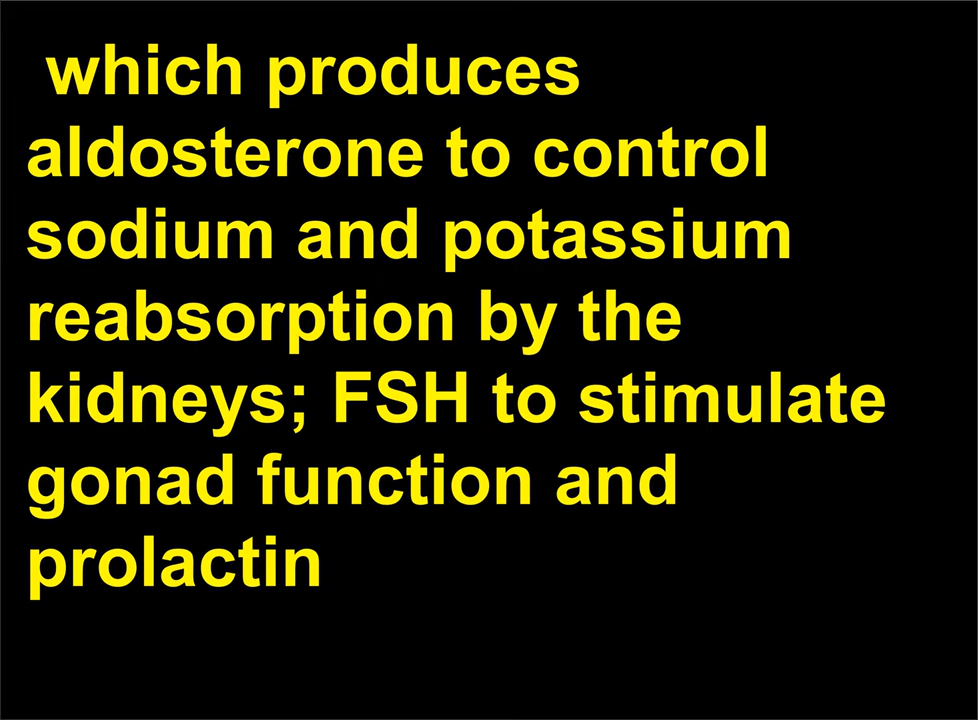 which produces
aldosterone to control
sodium and potassium
reabsorption by the
kidneys; FSH to stimulate
gonad function and
prolactin